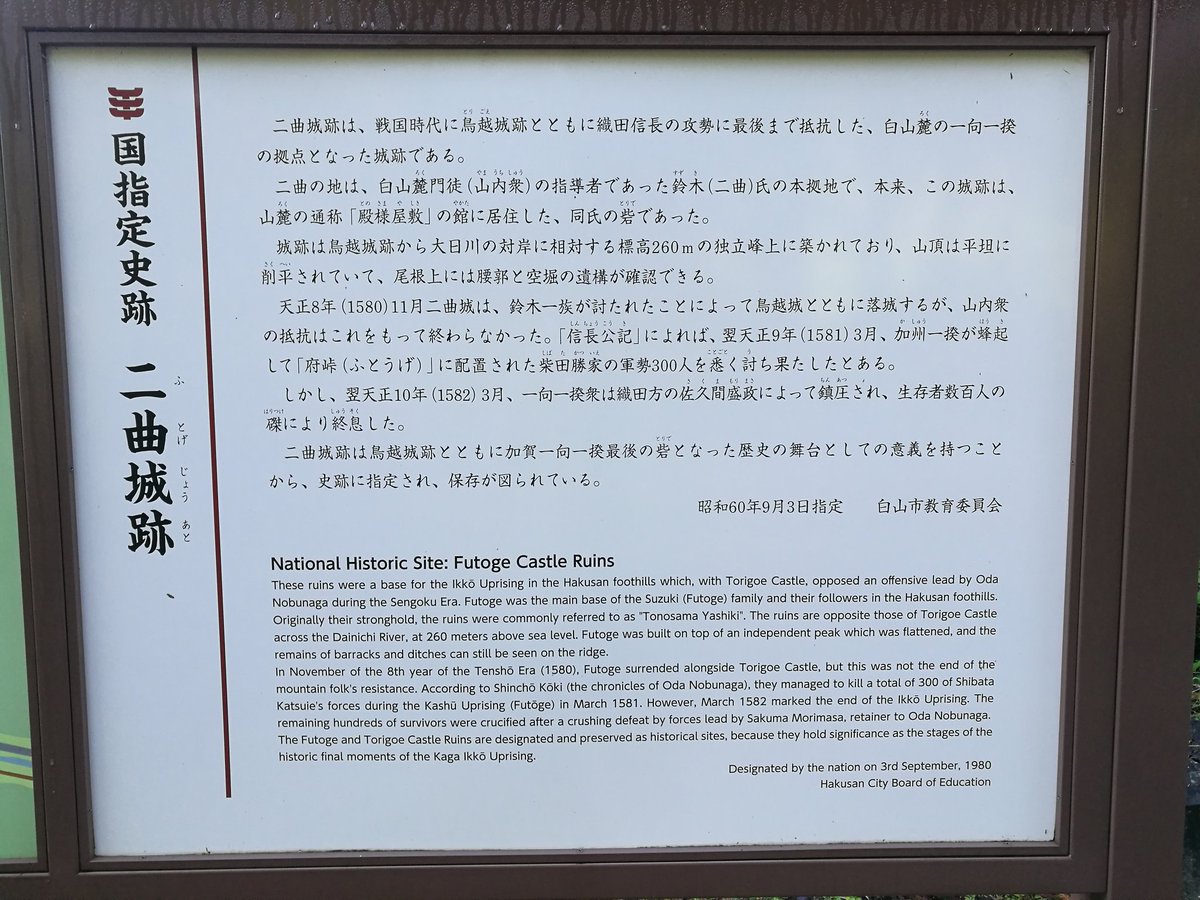 国指定史跡 二曲城跡
ふとげじょうあと
二曲城跡は、戦国時代に鳥越城跡とともに織田信長の攻勢に最後まで抵抗した、白山麓の一向一揆
の拠点となった城跡である。
二曲の地は、白山麓門徒(山内衆)の指導者であった鈴木(二曲)氏の本拠地で、本来、この城跡は、
山麓の通称「殿様屋敷」の館に居住した、同氏の砦であった。
城跡は鳥越城跡から大日川の対岸に相対する標高260mの独立峰上に築かれており、山頂は平坦に
削平されていて、尾根上には腰郭と空堀の遺構が確認できる。
天正8年(1580)11月二曲城は、鈴木一族が討たれたことによって鳥越城とともに落城するが、山内衆
の抵抗はこれをもって終わらなかった。「信長公記」によれば、翌天正9年(1581)3月、加州一揆が蜂起
して「府峠(ふとうげ)」に配置された柴田勝家の軍勢300人を悉く討ち果たしたとある。
しかし、翌天正10年(1582)3月、一向一揆衆は織田方の佐久間盛政によって鎮圧され、生存者数百人の
磔により終息した。
二曲城跡は鳥越城跡とともに加賀一向一揆最後の砦となった歴史の舞台としての意義を持つこと
から、史跡に指定され、保存が図られている。
昭和60年9月3日指定 白山市教育委員会
National Historic Site: Futoge Castle Ruins
These ruins were a base for the Ikkō Uprising in the Hakusan foothills which, with Torigoe Castle, opposed an offensive lead by Oda
Nobunaga during the Sengoku Era. Futoge was the main base of the Suzuki (Futoge) family and their followers in the Hakusan foothills.
Originally their stronghold, the ruins were commonly referred to as "Tonosama Yashiki". The ruins are opposite those of Torigoe Castle
across the Dainichi River, at 260 meters above sea level. Futoge was built on top of an independent peak which was flattened, and the
remains of barracks and ditches can still be seen on the ridge.
In November of the 8th year of the Tenshō Era (1580), Futoge surrended alongside Torigoe Castle, but this was not the end of the
mountain folk's resistance. According to Shinchō Kōki (the chronicles of Oda Nobunaga), they managed to kill a total of 300 of Shibata
Katsuie's forces during the Kashū Uprising (Futōge) in March 1581. However, March 1582 marked the end of the Ikkō Uprising. The
remaining hundreds of survivors were crucified after a crushing defeat by forces lead by Sakuma Morimasa, retainer to Oda Nobunaga.
The Futoge and Torigoe Castle Ruins are designated and preserved as historical sites, because they hold significance as the stages of the
historic final moments of the Kaga Ikkō Uprising.
Designated by the nation on 3rd September, 1980
Hakusan City Board of Education